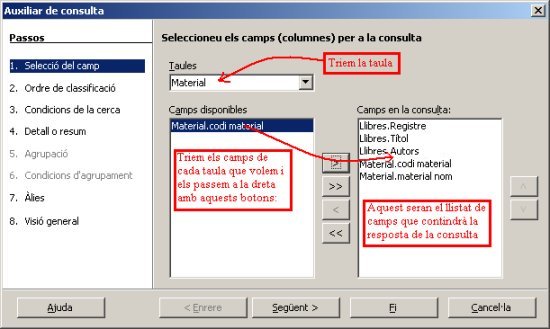 Auxiliar de consulta
Passos
1. Selecció del camp
2. Ordre de classificació
3. Condicions de la cerca
4. Detall o resum
5. Agrupació
6. Condicions d'agrupament
7. Àlies
8. Visió general
Seleccioneu els camps (columnes) per a la consulta
Taules
Material
Triem la taula
Camps disponibles
Material.codi material
Triem els camps de
cada taula que volem i
els passem a la dreta
amb aquests botons:
>
>>
<
<<
Camps en la consulta:
Llibres.Registre
Llibres.Títol
Llibres.Autors
Material.codi material
Material.material nom
Aquest seran el llistat de
camps que contindrà la
resposta de la consulta
Ajuda
< Enrere
Següent >
Fi
Cancel·la